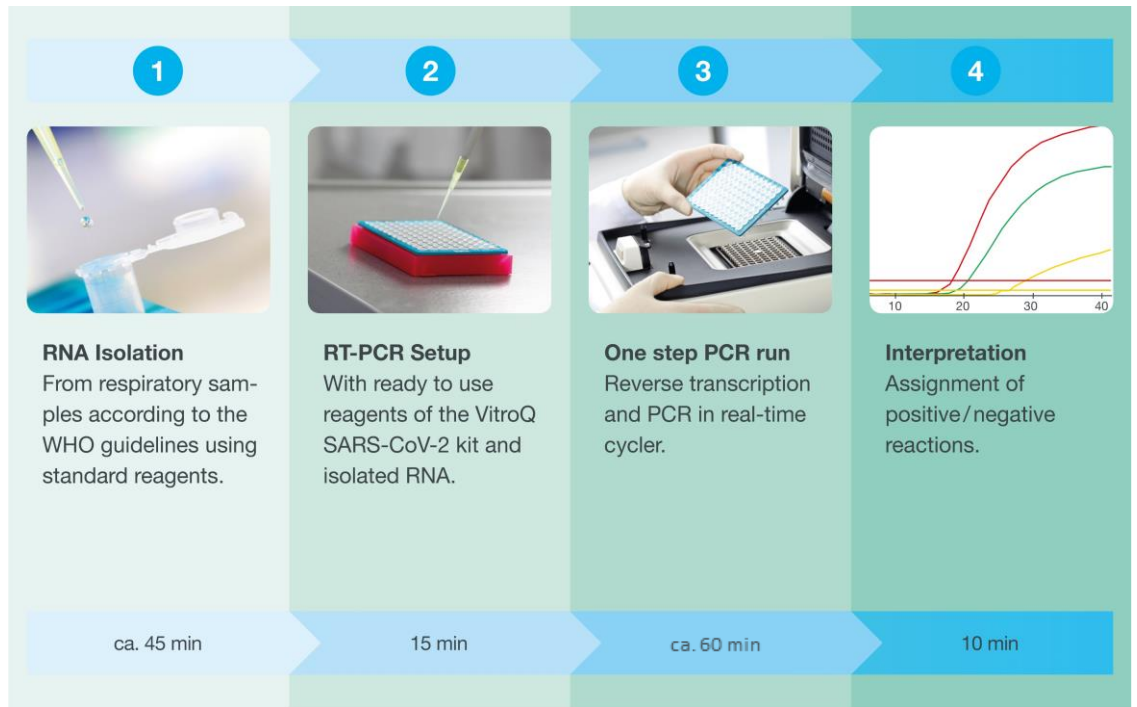 1
2
3
4
10 20 30 40
RNA Isolation
From respiratory sam-
ples according to the
WHO guidelines using
standard reagents.
RT-PCR Setup
With ready to use
reagents of the VitroQ
SARS-CoV-2 kit and
isolated RNA.
One step PCR run
Reverse transcription
and PCR in real-time
cycler.
Interpretation
Assignment of
positive/negative
reactions.
ca. 45 min
15 min
ca. 60 min
10 min